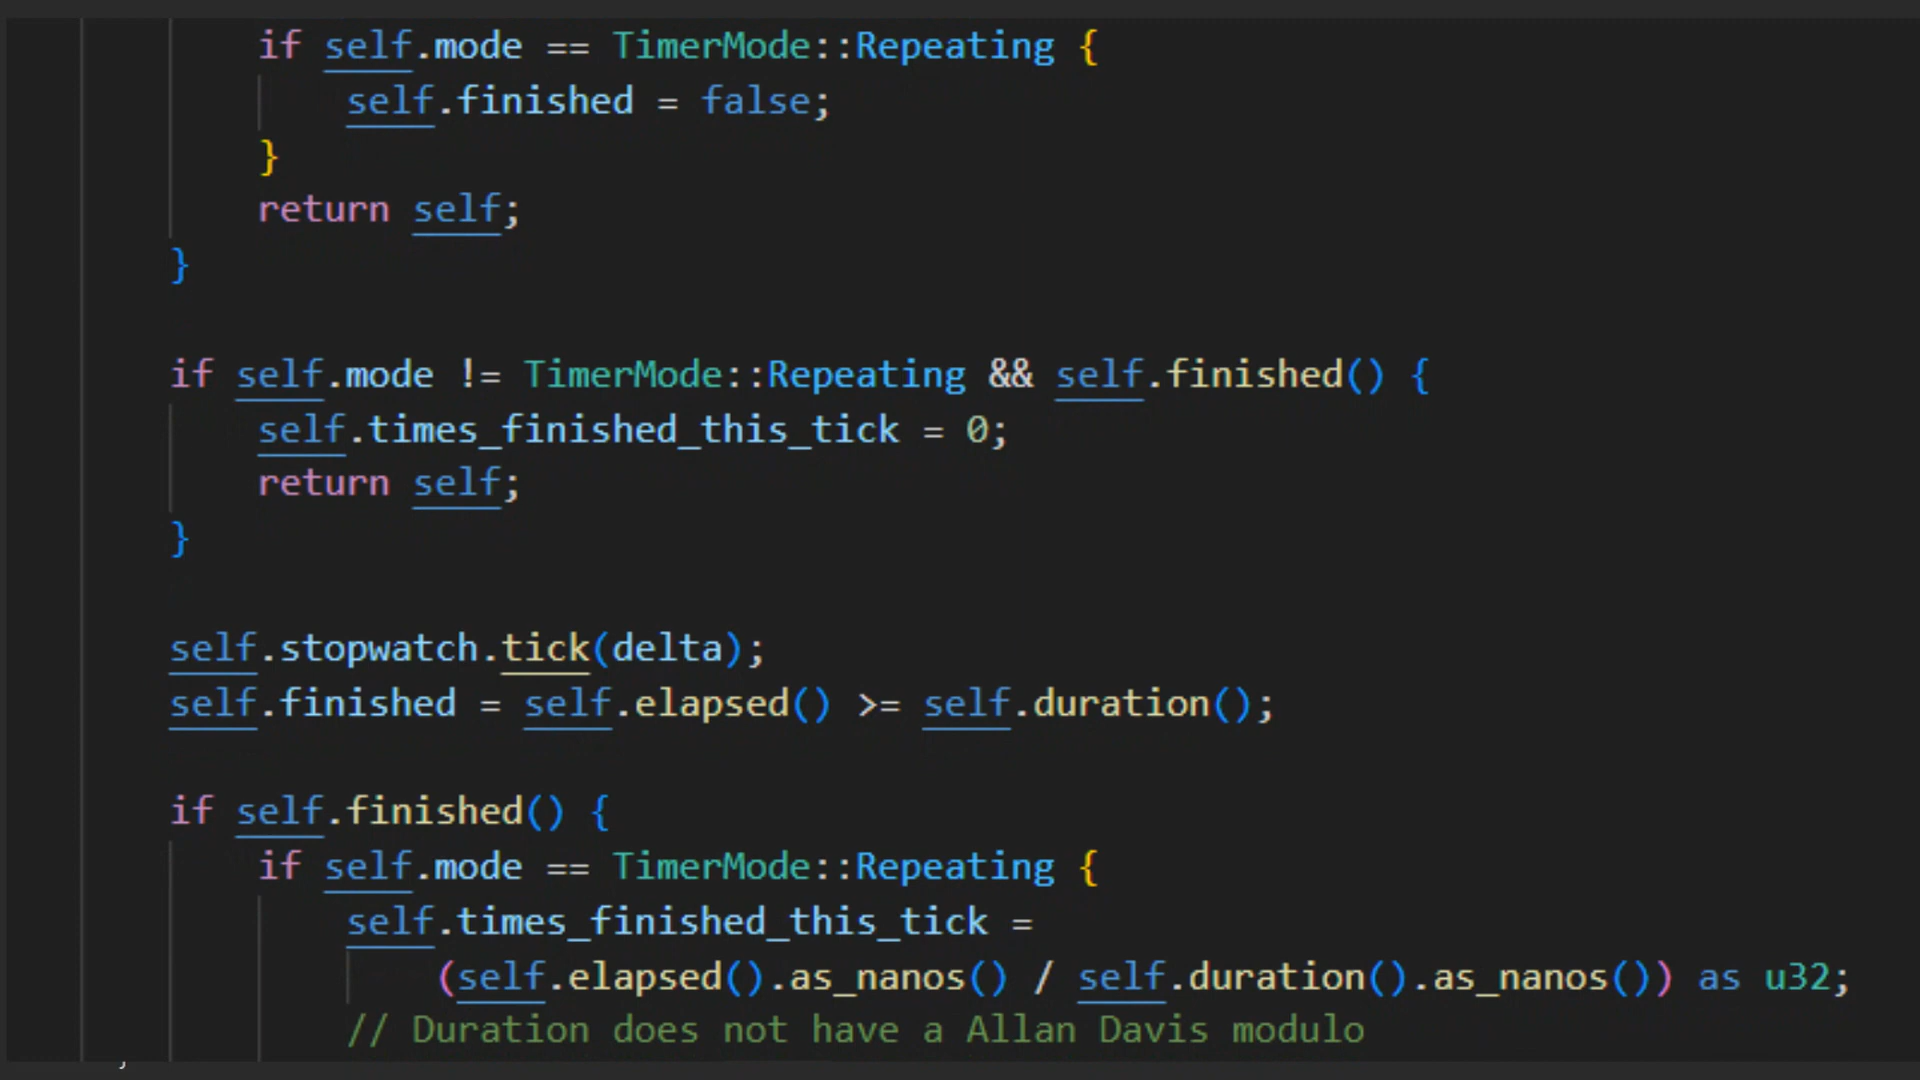 if self.mode == TimerMode::Repeating {
self.finished = false;
}
return self;
}
if self.mode != TimerMode::Repeating && self.finished() {
self.times_finished_this_tick = 0;
return self;
}
self.stopwatch.tick(delta);
self.finished = self.elapsed() >= self.duration();
if self.finished() {
if self.mode == TimerMode::Repeating {
self.times_finished_this_tick =
(self.elapsed().as_nanos() / self.duration().as_nanos()) as u32;
// Duration does not have a Allan Davis modulo